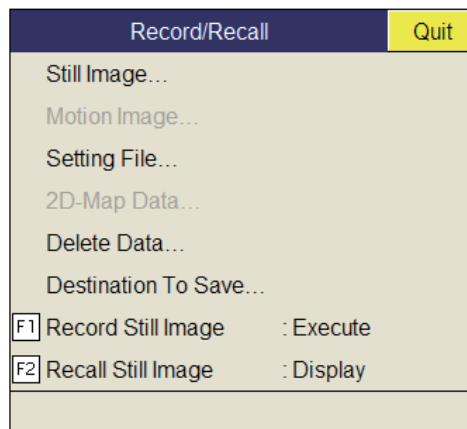 Record/Recall Quit
Still Image...
Motion Image...
Setting File...
2D-Map Data...
Delete Data...
Destination To Save...
F1 Record Still Image : Execute
F2 Recall Still Image : Display